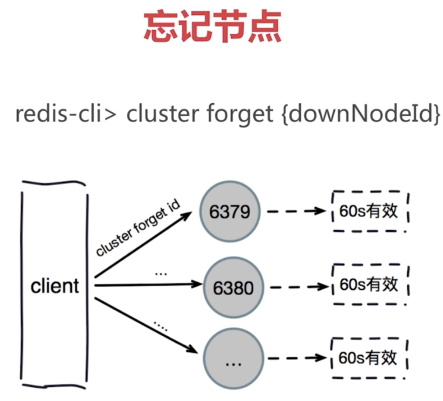 忘记节点
redis-cli> cluster forget {downNodeId}
client
cluster forget id
6379
60s有效
...
6380
60s有效
....
...
60s有效